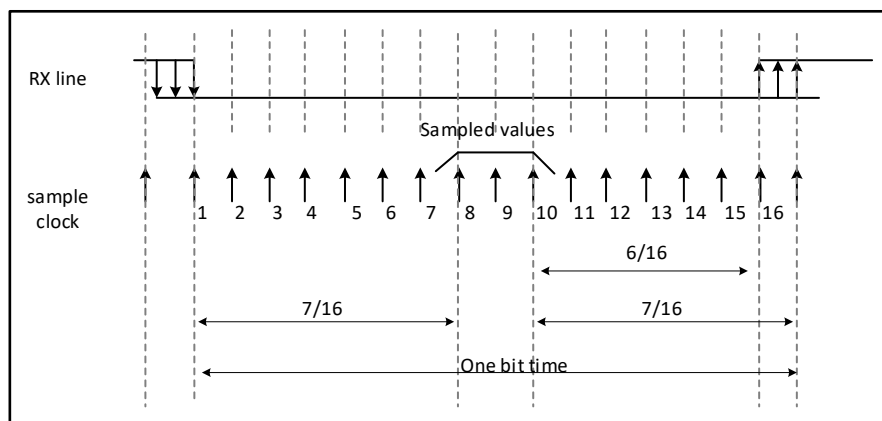 RX line
Sampled values
sample
clock
1 2 3 4 5 6 7 8 9 10 11 12 13 14 15 16
6/16
7/16 7/16
One bit time